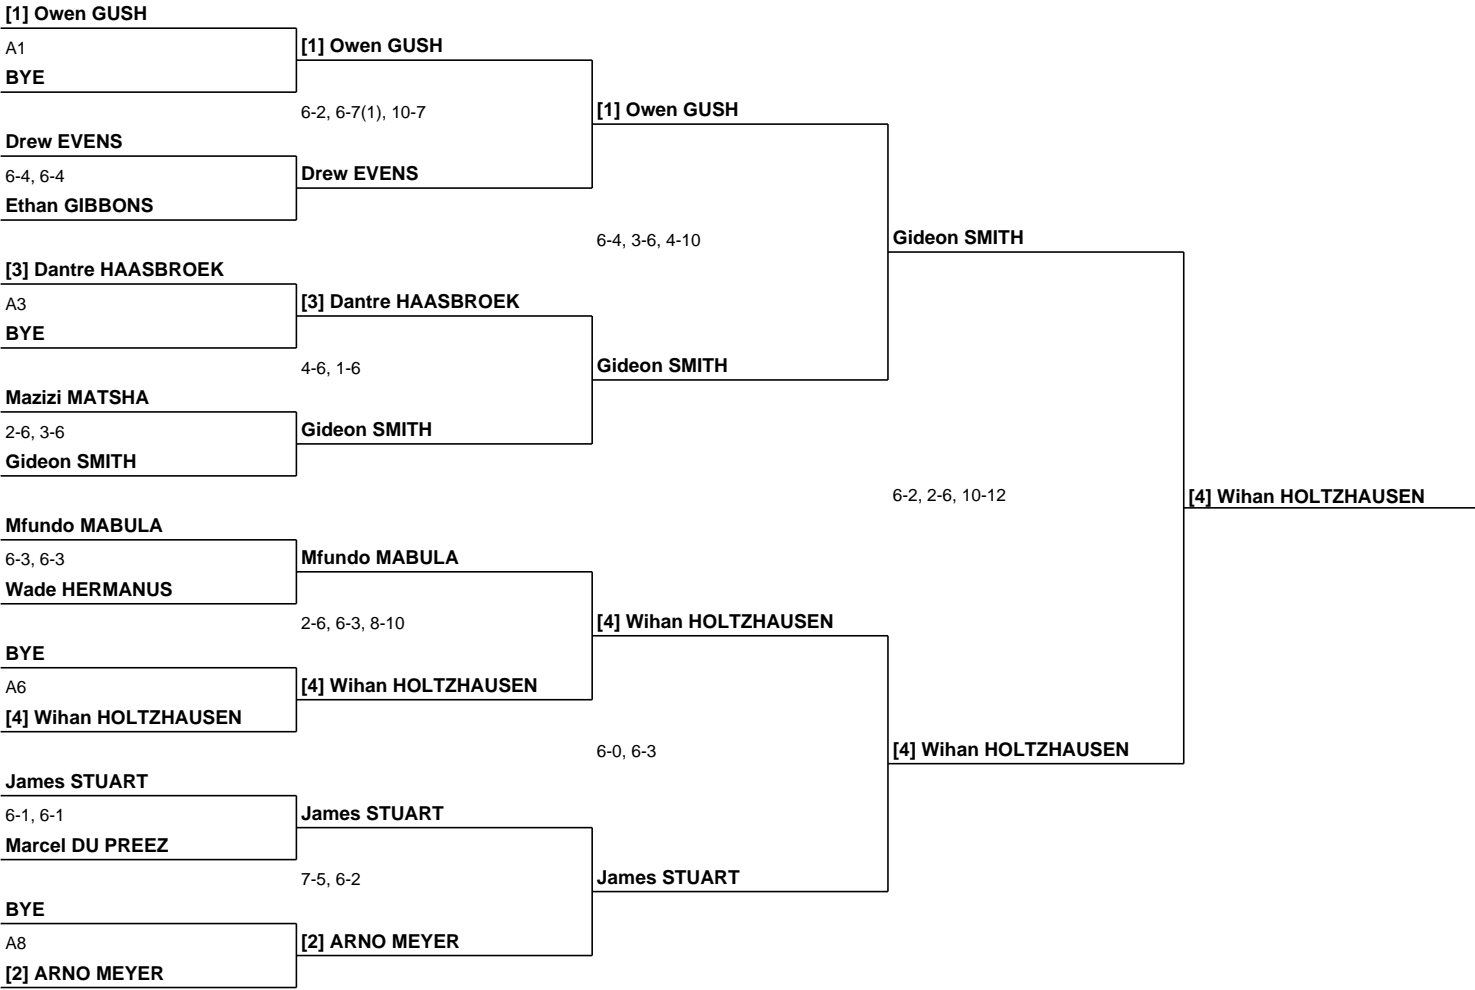 [1] Owen GUSH
A1
BYE
Drew EVENS
6-4, 6-4
Ethan GIBBONS
[3] Dantre HAASBROEK
A3
BYE
Mazizi MATSHA
2-6, 3-6
Gideon SMITH
Mfundo MABULA
6-3, 6-3
Wade HERMANUS
BYE
A6
[4] Wihan HOLTZHAUSEN
James STUART
6-1, 6-1
Marcel DU PREEZ
BYE
A8
[2] ARNO MEYER
[1] Owen GUSH
6-2, 6-7(1), 10-7
Drew EVENS
[3] Dantre HAASBROEK
4-6, 1-6
Gideon SMITH
Mfundo MABULA
2-6, 6-3, 8-10
[4] Wihan HOLTZHAUSEN
James STUART
7-5, 6-2
[2] ARNO MEYER
[1] Owen GUSH
6-4, 3-6, 4-10
Gideon SMITH
[4] Wihan HOLTZHAUSEN
6-0, 6-3
James STUART
Gideon SMITH
6-2, 2-6, 10-12
[4] Wihan HOLTZHAUSEN
[4] Wihan HOLTZHAUSEN